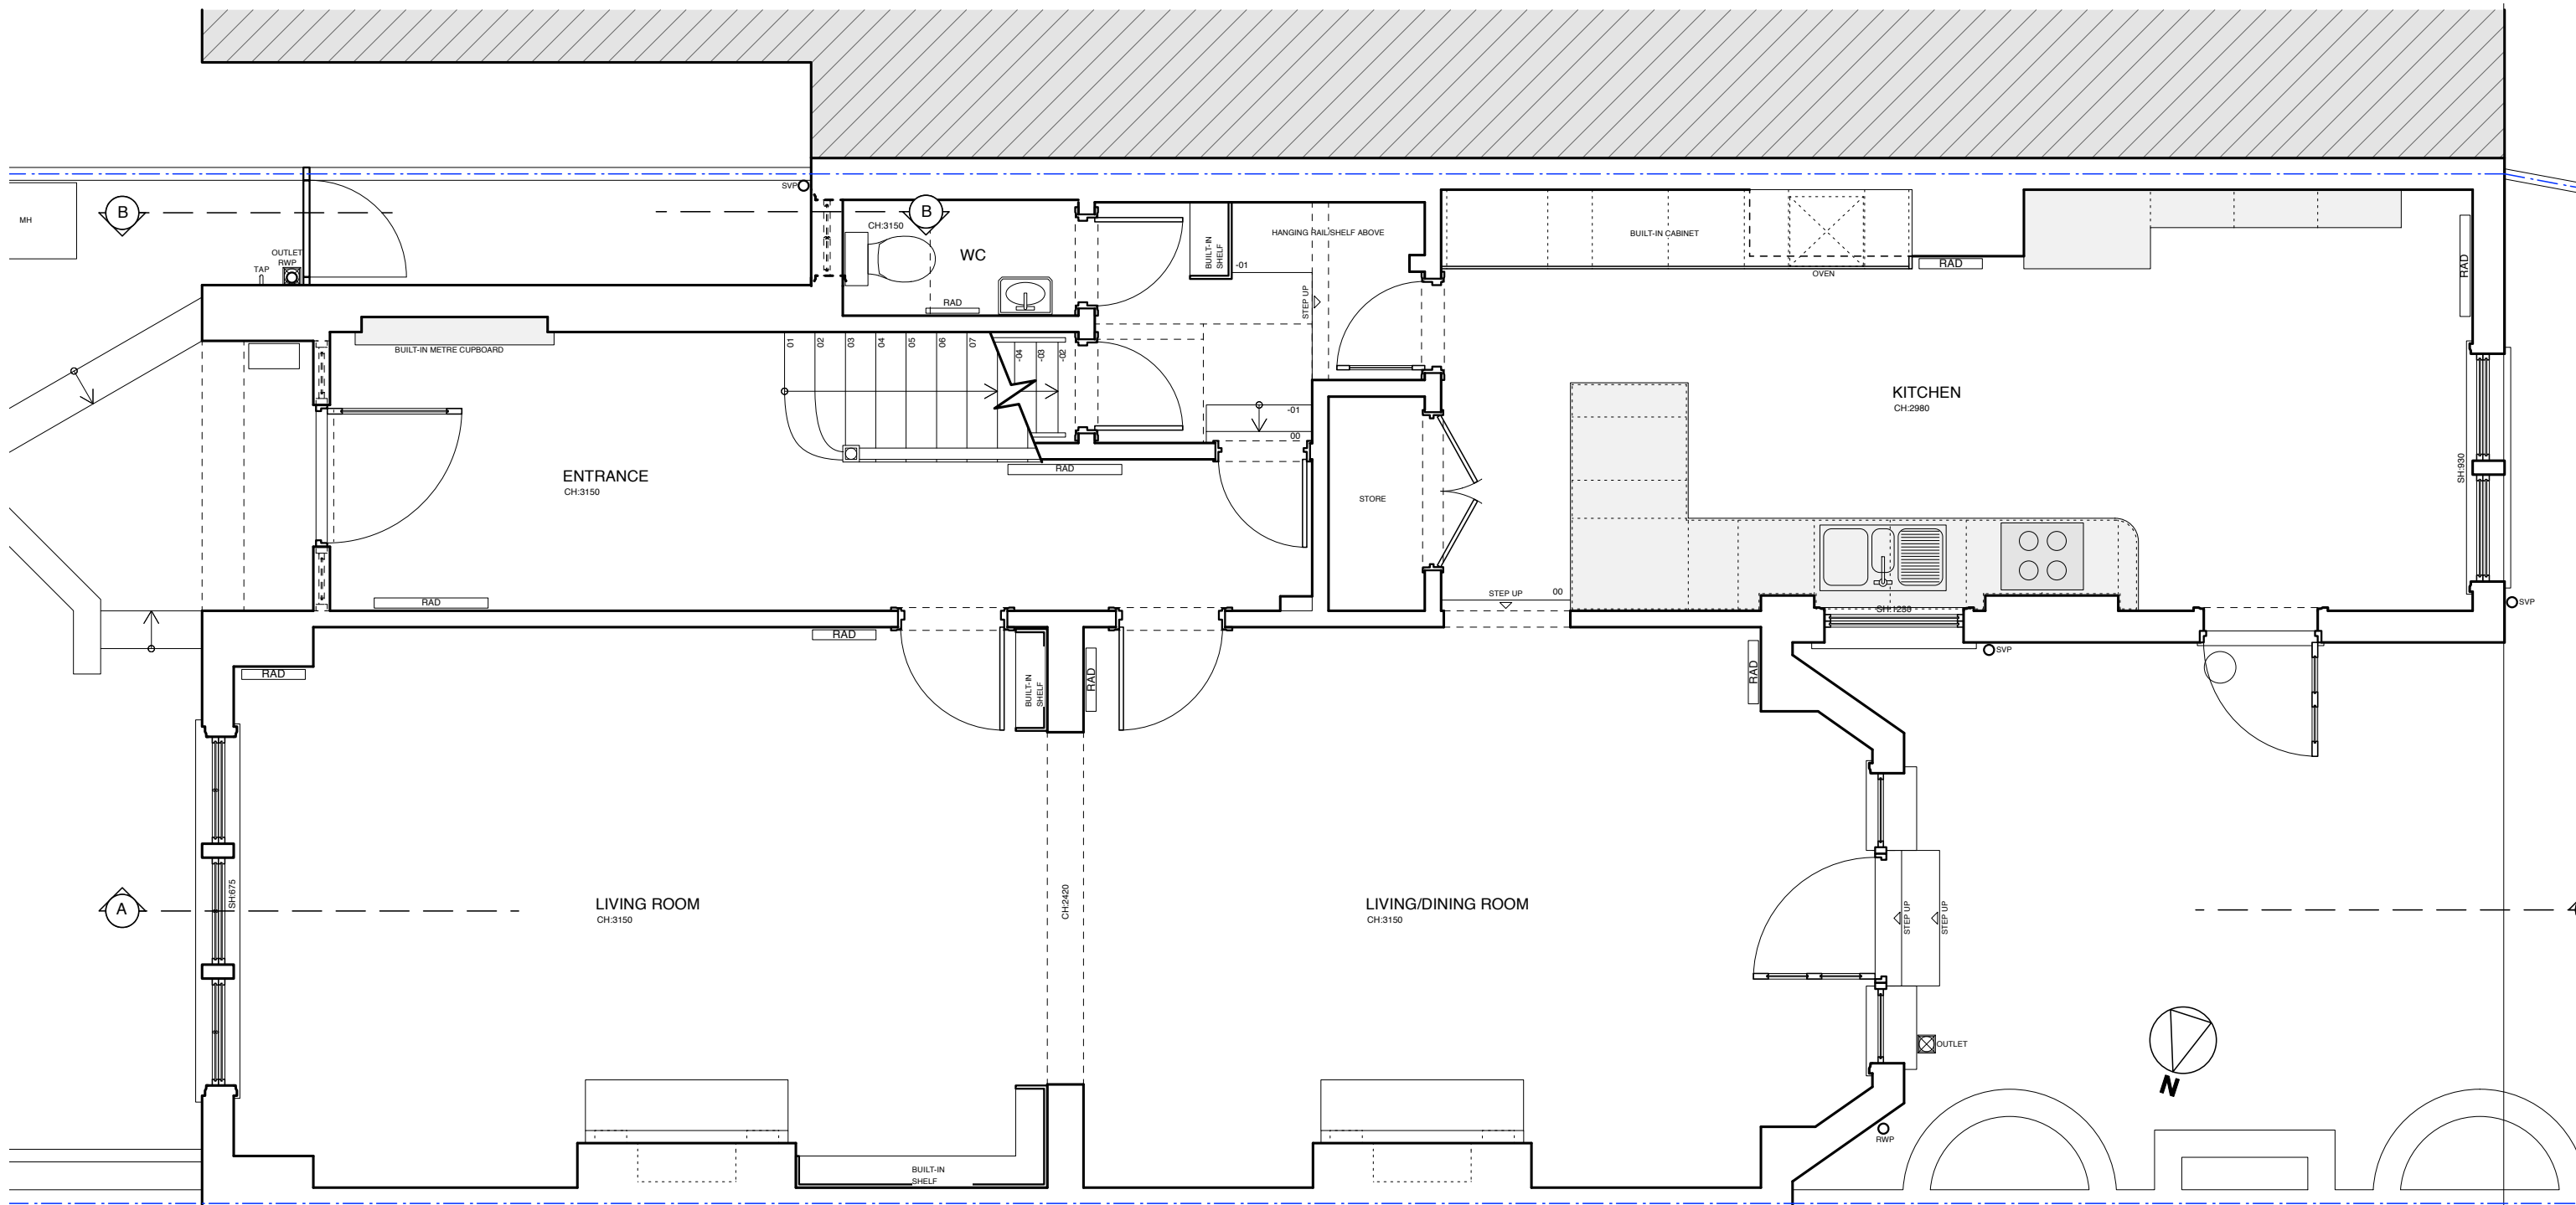 SVP
B
B
MH
CH:3150
WC
OUTLET
RWP
TAP
RAD
BUILT-IN
SHELF
HANGING RAIL/SHELF ABOVE
-01
STEP UP
BUILT-IN CABINET
OVEN
RAD
RAD
BUILT-IN METRE CUPBOARD
01
02
03
04
05
06
07
-04
-03
-02
-01
00
KITCHEN
CH:2980
ENTRANCE
CH:3150
RAD
STORE
SH:930
RAD
STEP UP
00
SH:1280
SVP
SVP
RAD
RAD
BUILT-IN
SHELF
RAD
RAD
A
SH:675
LIVING ROOM
CH:3150
CH:2420
LIVING/DINING ROOM
CH:3150
STEP UP
STEP UP
OUTLET
N
RWP
BUILT-IN
SHELF